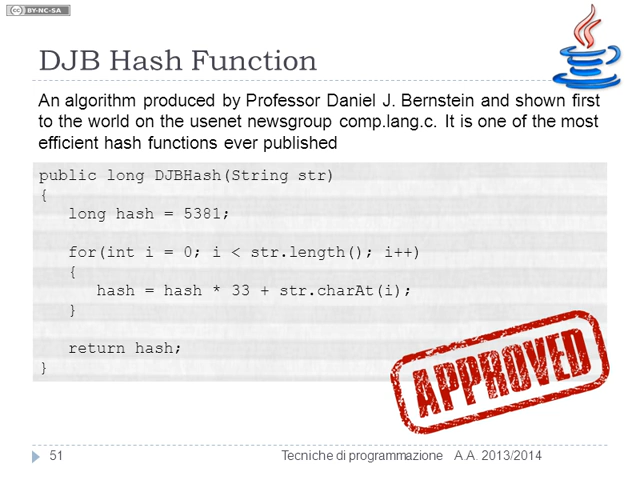 cc BY-NC-SA
DJB Hash Function
An algorithm produced by Professor Daniel J. Bernstein and shown first
to the world on the usenet newsgroup comp.lang.c. It is one of the most
efficient hash functions ever published
public long DJBHash(String str)
{
long hash = 5381;
for(int i = 0; i < str.length(); i++)
{
hash = hash * 33 + str.charAt(i);
}
return hash;
}
APPROVED
51
Tecniche di programmazione A.A. 2013/2014